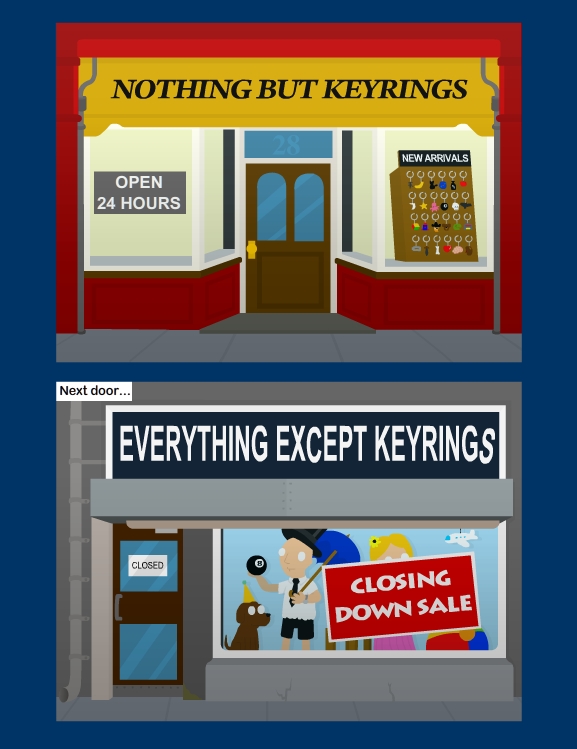 NOTHING BUT KEYRINGS
28
OPEN
24 HOURS
NEW ARRIVALS
Next door...
EVERYTHING EXCEPT KEYRINGS
CLOSED
8
CLOSING
DOWN SALE